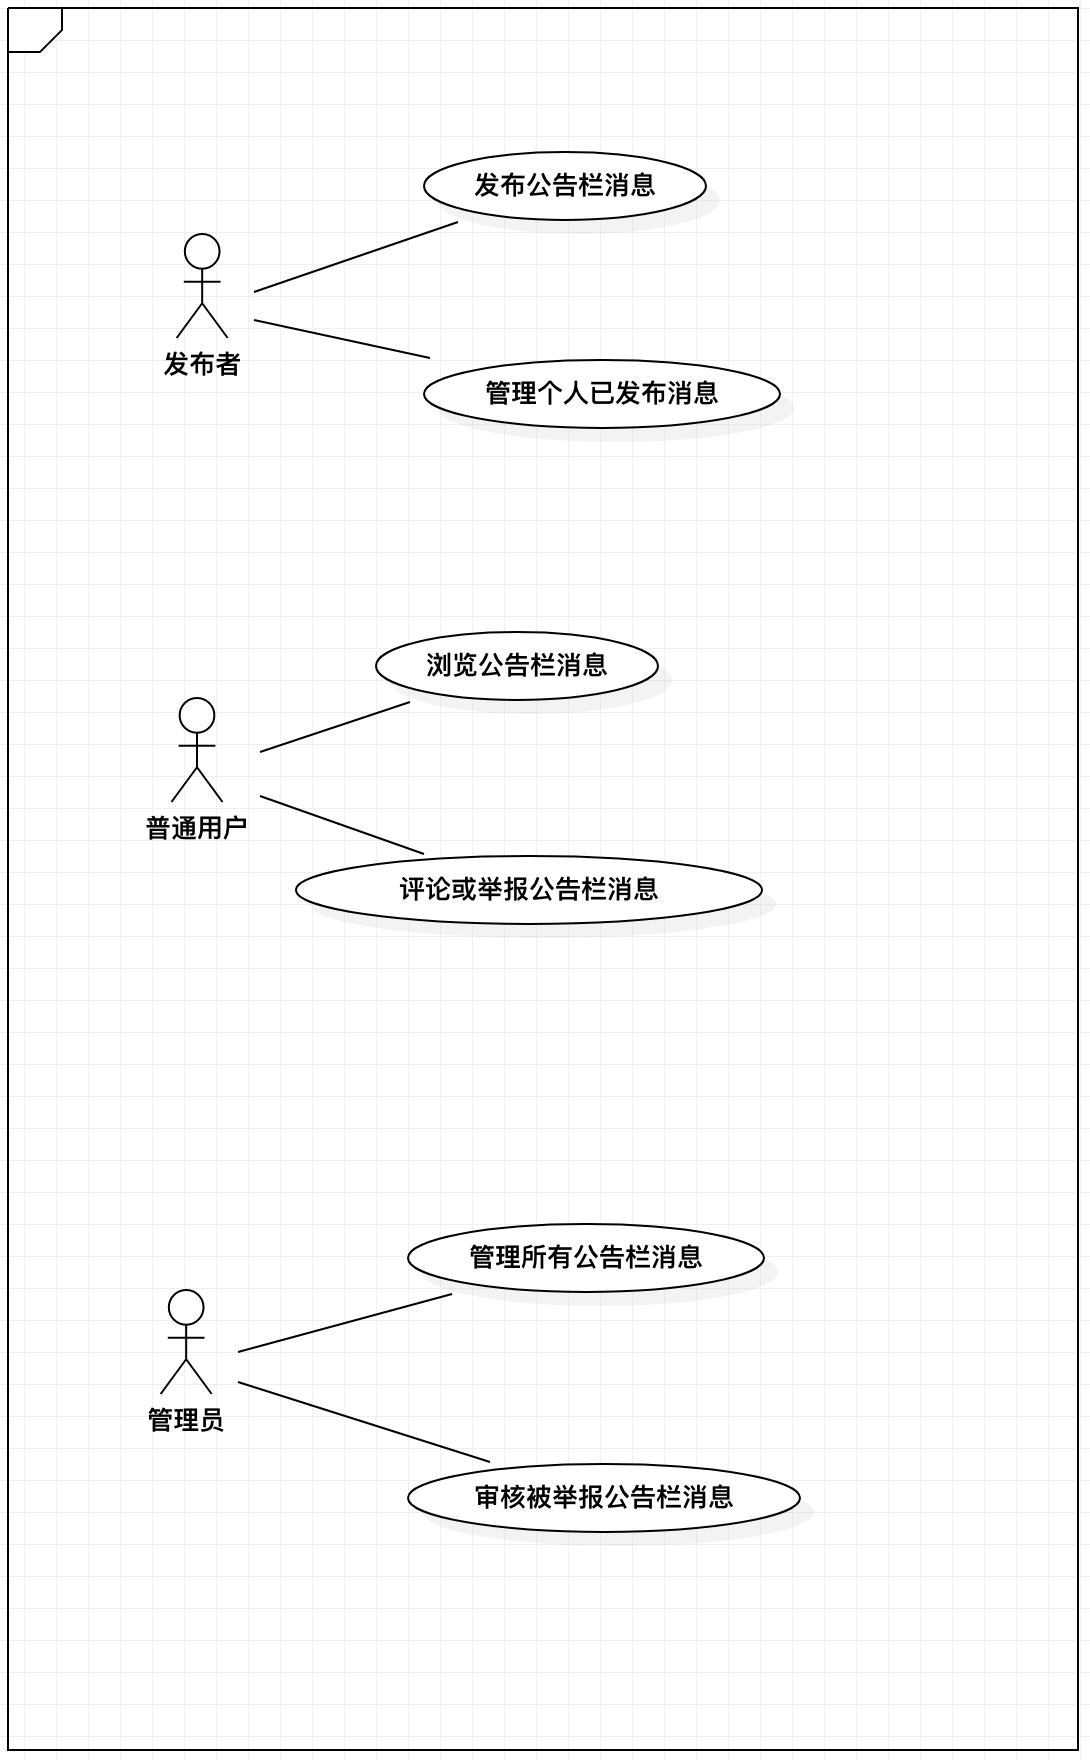 发布公告栏消息
发布者
管理个人已发布消息
浏览公告栏消息
普通用户
评论或举报公告栏消息
管理所有公告栏消息
管理员
审核被举报公告栏消息